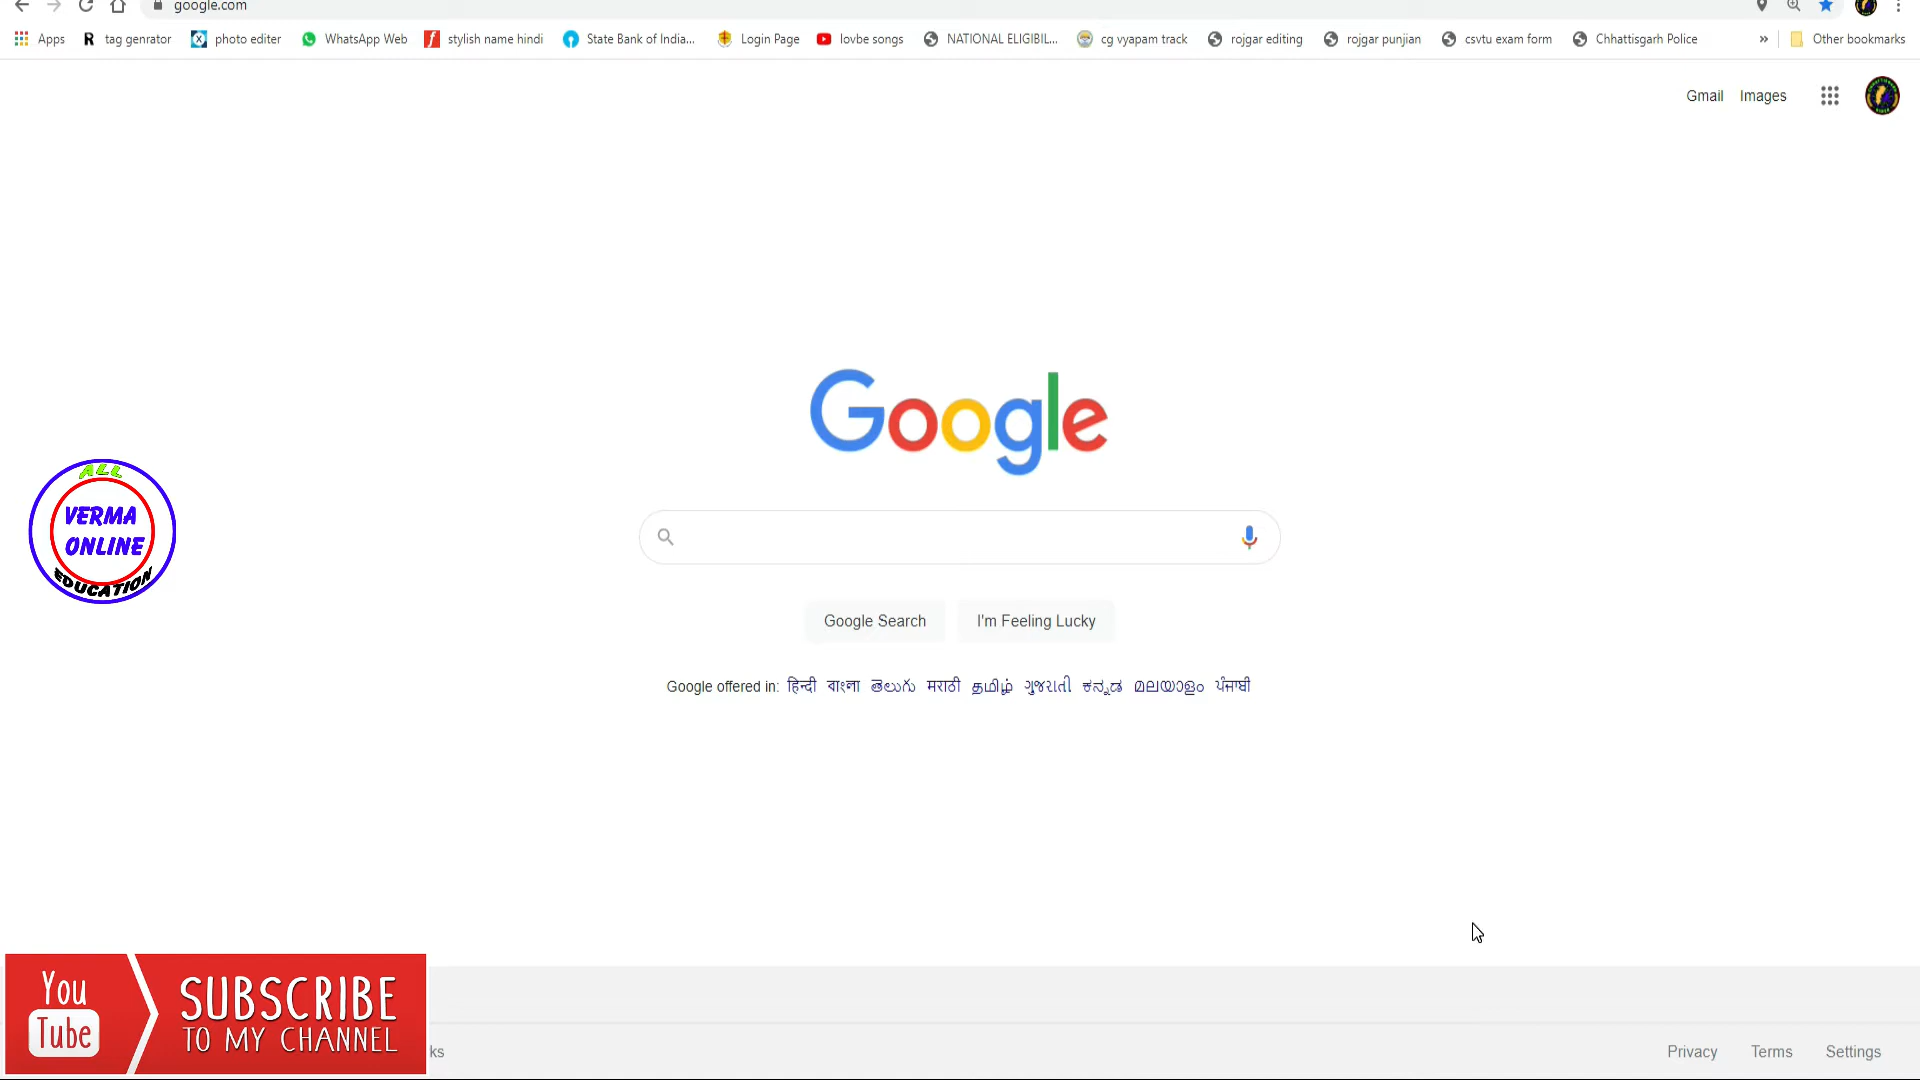 google.com
Apps tag genrator photo editer WhatsApp Web stylish name hindi State Bank of India... Login Page lovbe songs NATIONAL ELIGIBIL... cg vyapam track rojgar editing rojgar punjian csvtu exam form Chhattisgarh Police » Other bookmarks
Gmail Images
Google
ALL
VERMA
ONLINE
EDUCATION
Google Search I'm Feeling Lucky
Google offered in: हिन्दी বাংলা తెలుగు मराठी தமிழ் ગુજરાતી ಕನ್ನಡ മലയാളം ਪੰਜਾਬੀ
You
Tube
SUBSCRIBE
TO MY CHANNEL
ks Privacy Terms Settings